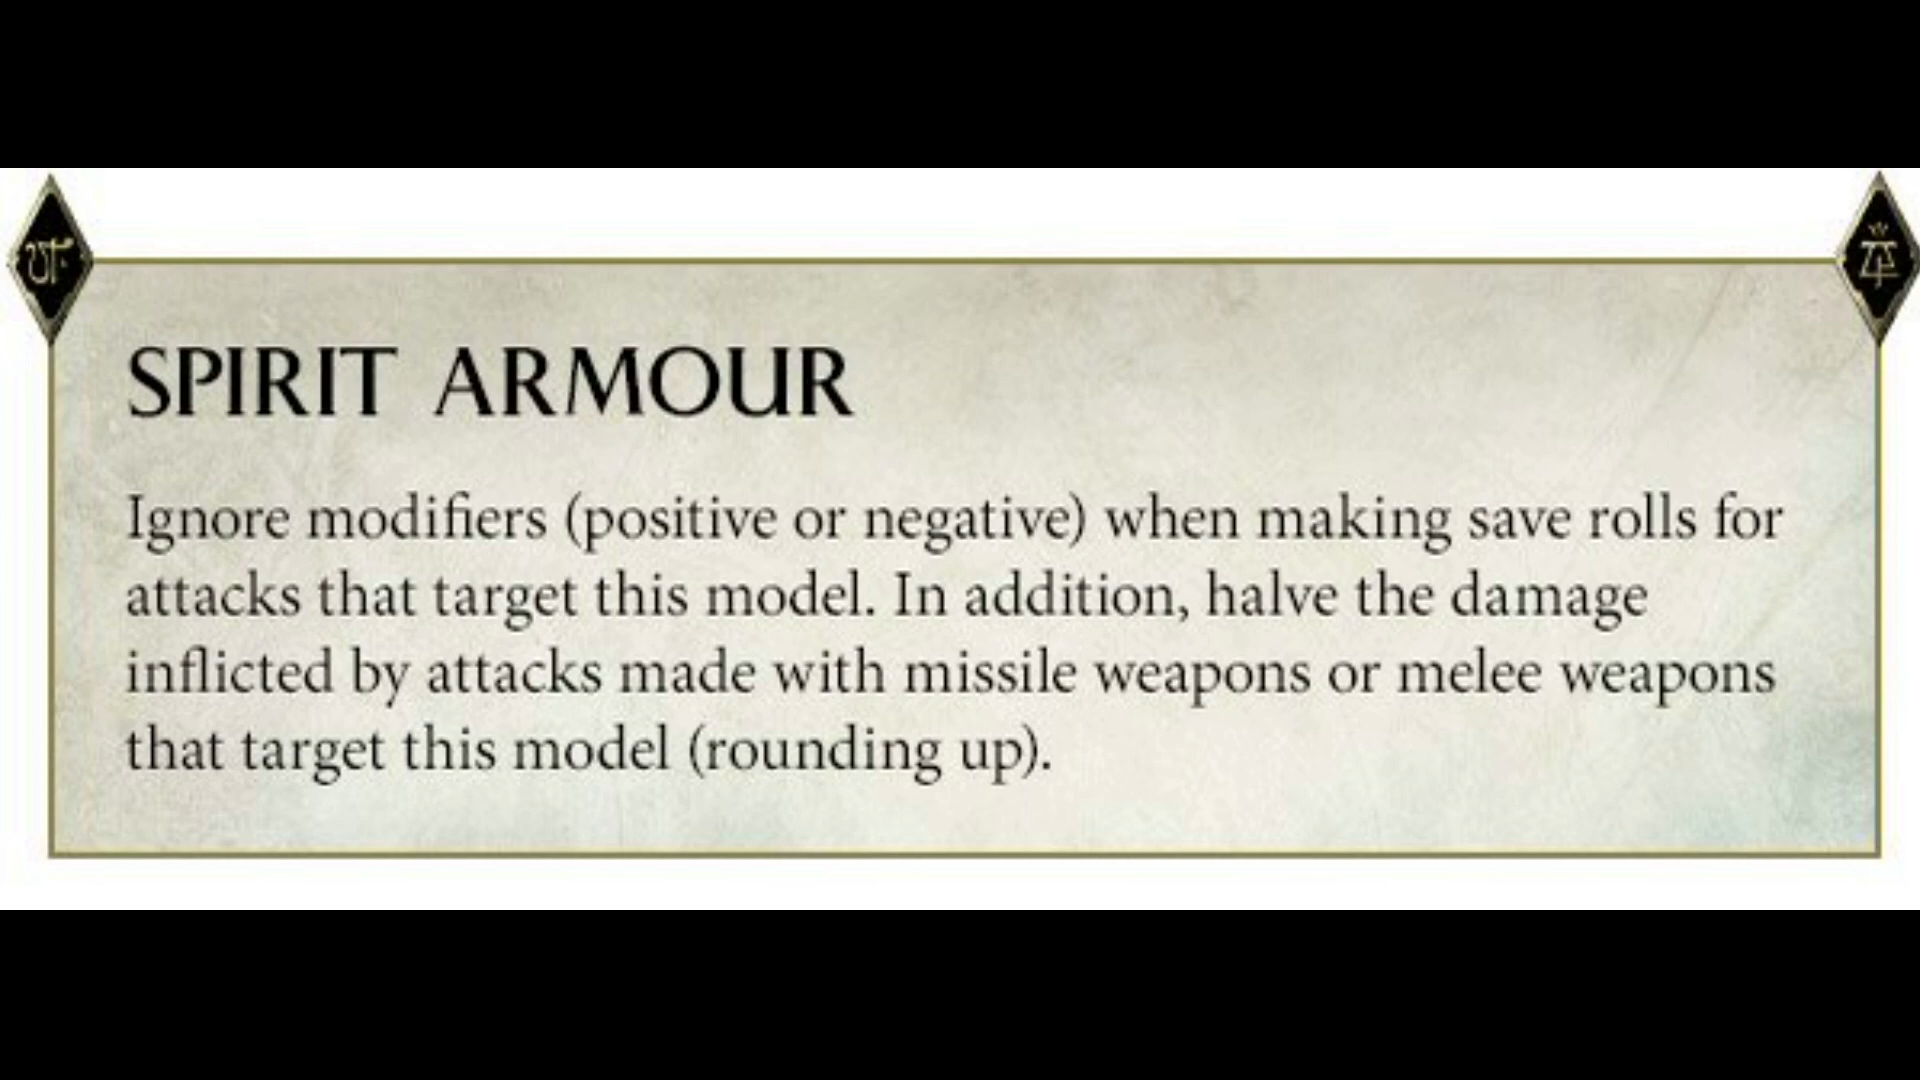 SPIRIT ARMOUR
Ignore modifiers (positive or negative) when making save rolls for
attacks that target this model. In addition, halve the damage
inflicted by attacks made with missile weapons or melee weapons
that target this model (rounding up).